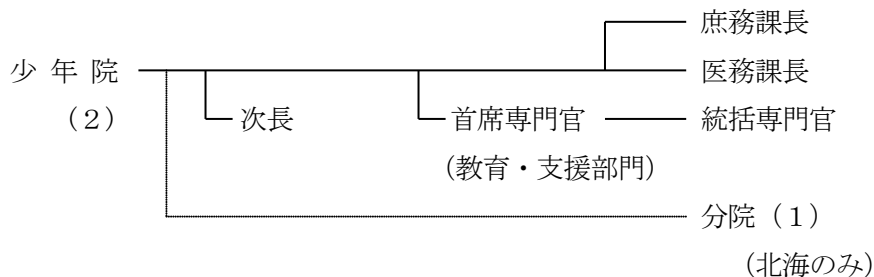 庶務課長
少年院 医務課長
（２） 次長 首席専門官 統括専門官
（教育・支援部門）
分院（１）
（北海のみ）